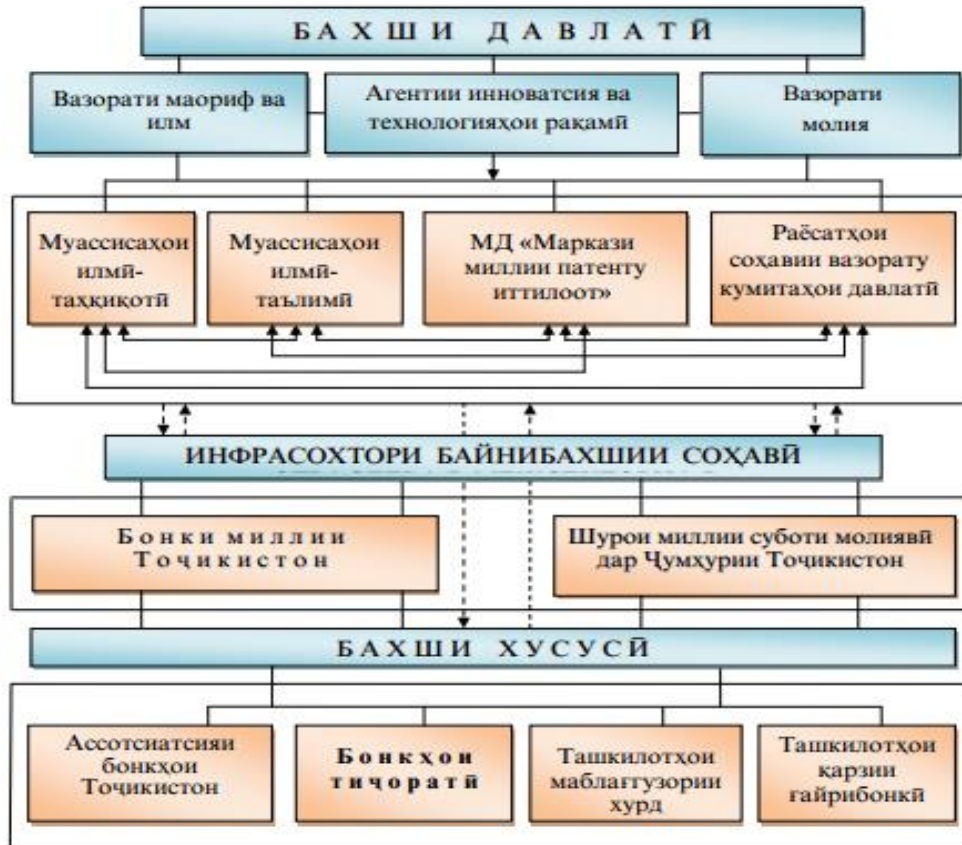 БАХШИ ДАВЛАТӢ
Вазорати маориф ва
илм
Агентии инноватсия ва
технологияҳои рақамӣ
Вазорати
молия
Муассисаҳои
илмӣ-
таҳқиқотӣ
Муассисаҳои
илмӣ-
таълимӣ
МД «Маркази
миллии патенту
иттилоот»
Раёсатҳои
соҳавии вазорату
кумитаҳои давлатӣ
ИНФРАСОХТОРИ БАЙНИБАХШИИ СОҲАВӢ
Бонки миллии
Тоҷикистон
Шурои миллии суботи молиявӣ
дар Ҷумҳурии Тоҷикистон
БАХШИ ХУСУСӢ
Ассотсиатсияи
бонкҳои
Тоҷикистон
Бонкҳои
тиҷоратӣ
Ташкилотҳои
маблағгузории
хурд
Ташкилотҳои
қарзии
ғайрибонкӣ